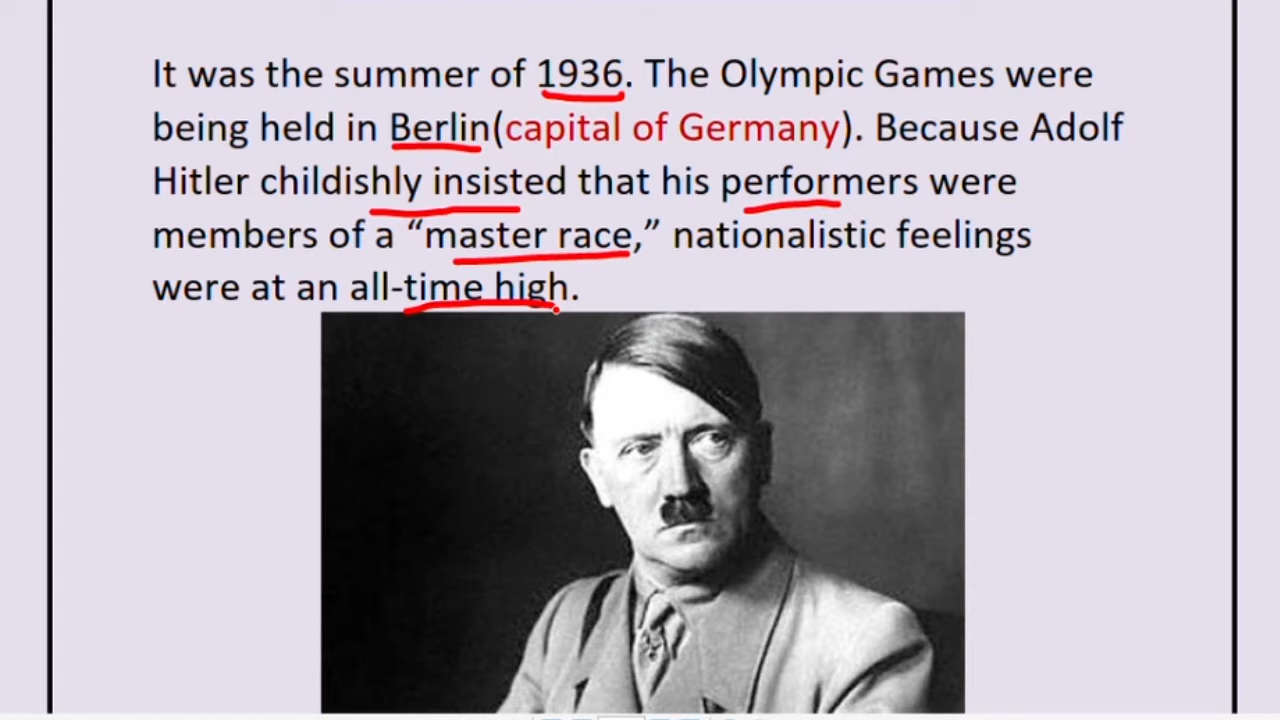 It was the summer of 1936. The Olympic Games were
being held in Berlin(capital of Germany). Because Adolf
Hitler childishly insisted that his performers were
members of a “master race,” nationalistic feelings
were at an all-time high.